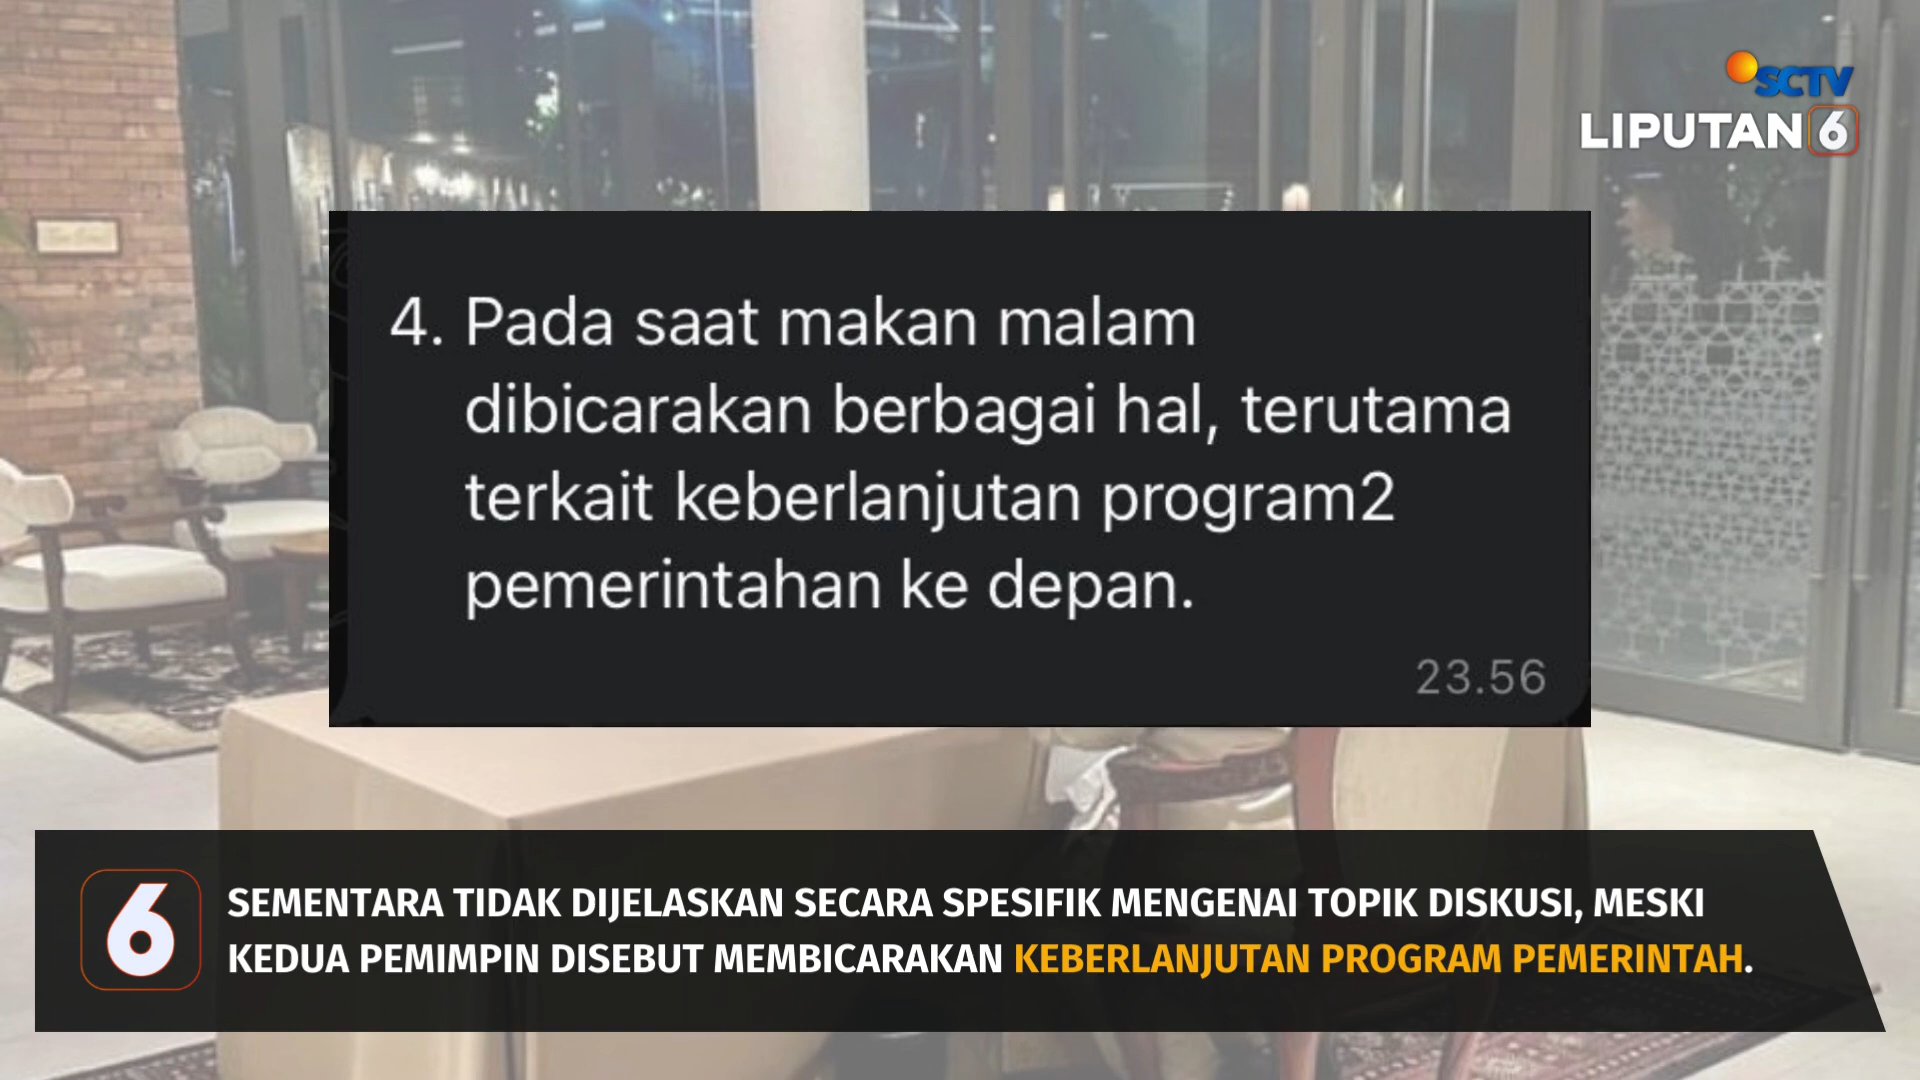 SCTV
LIPUTAN 6
4. Pada saat makan malam
dibicarakan berbagai hal, terutama
terkait keberlanjutan program2
pemerintahan ke depan.
23.56
6
SEMENTARA TIDAK DIJELASKAN SECARA SPESIFIK MENGENAI TOPIK DISKUSI, MESKI
KEDUA PEMIMPIN DISEBUT MEMBICARAKAN KEBERLANJUTAN PROGRAM PEMERINTAH.